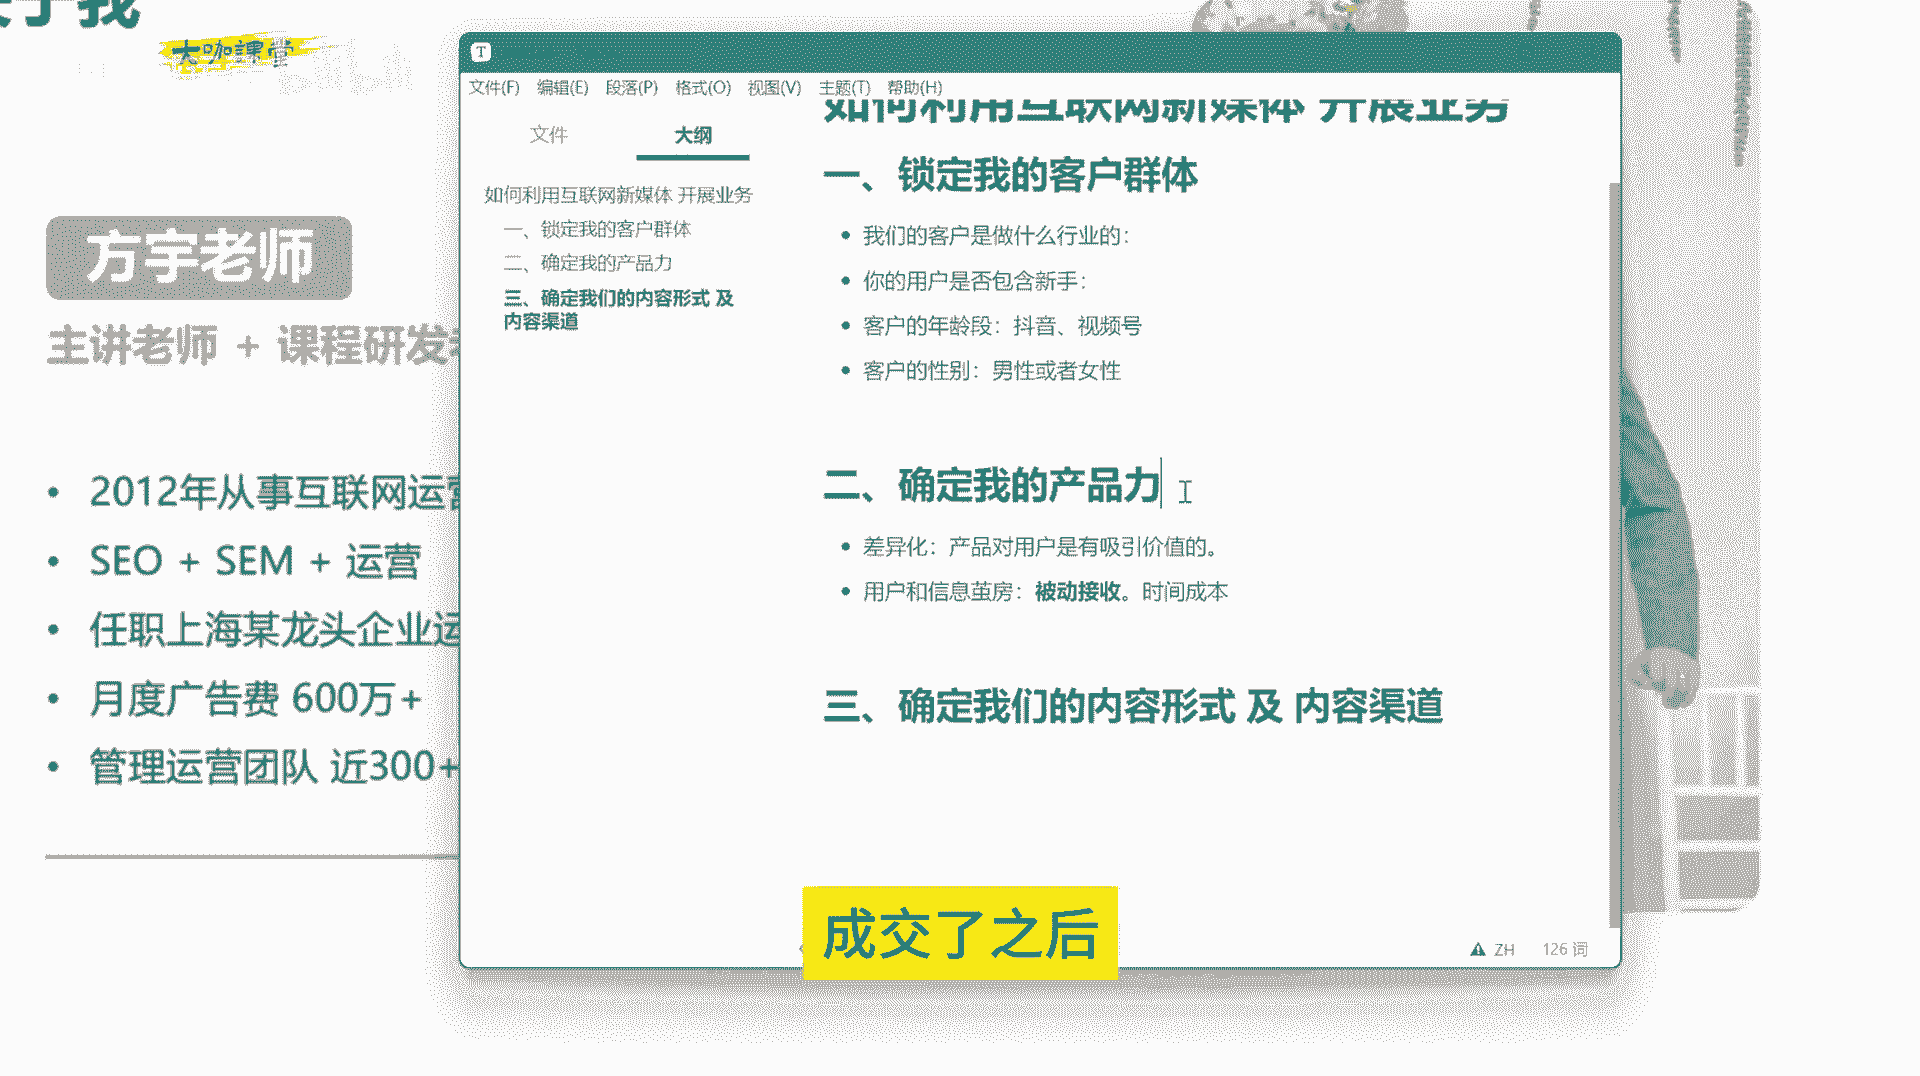 于我
大咖課堂
bilibili
方宇老师
主讲老师 + 课程研发
2012年从事互联网运营
SEO + SEM + 运营
任职上海某龙头企业运
月度广告费 600万+
管理运营团队 近300+
T
文件(F) 编辑(E) 段落(P) 格式(O) 视图(V) 主题(T) 帮助(H)
文件 大纲
如何利用互联网新媒体 开展业务
一、锁定我的客户群体
二、确定我的产品力
三、确定我们的内容形式 及
内容渠道
如何利用互联网新媒体 开展业务
一、锁定我的客户群体
我们的客户是做什么行业的:
你的用户是否包含新手:
客户的年龄段：抖音、视频号
客户的性别：男性或者女性
二、确定我的产品力
差异化：产品对用户是有吸引价值的。
用户和信息茧房：被动接收。时间成本
三、确定我们的内容形式 及 内容渠道
成交了之后
ZH 126 词